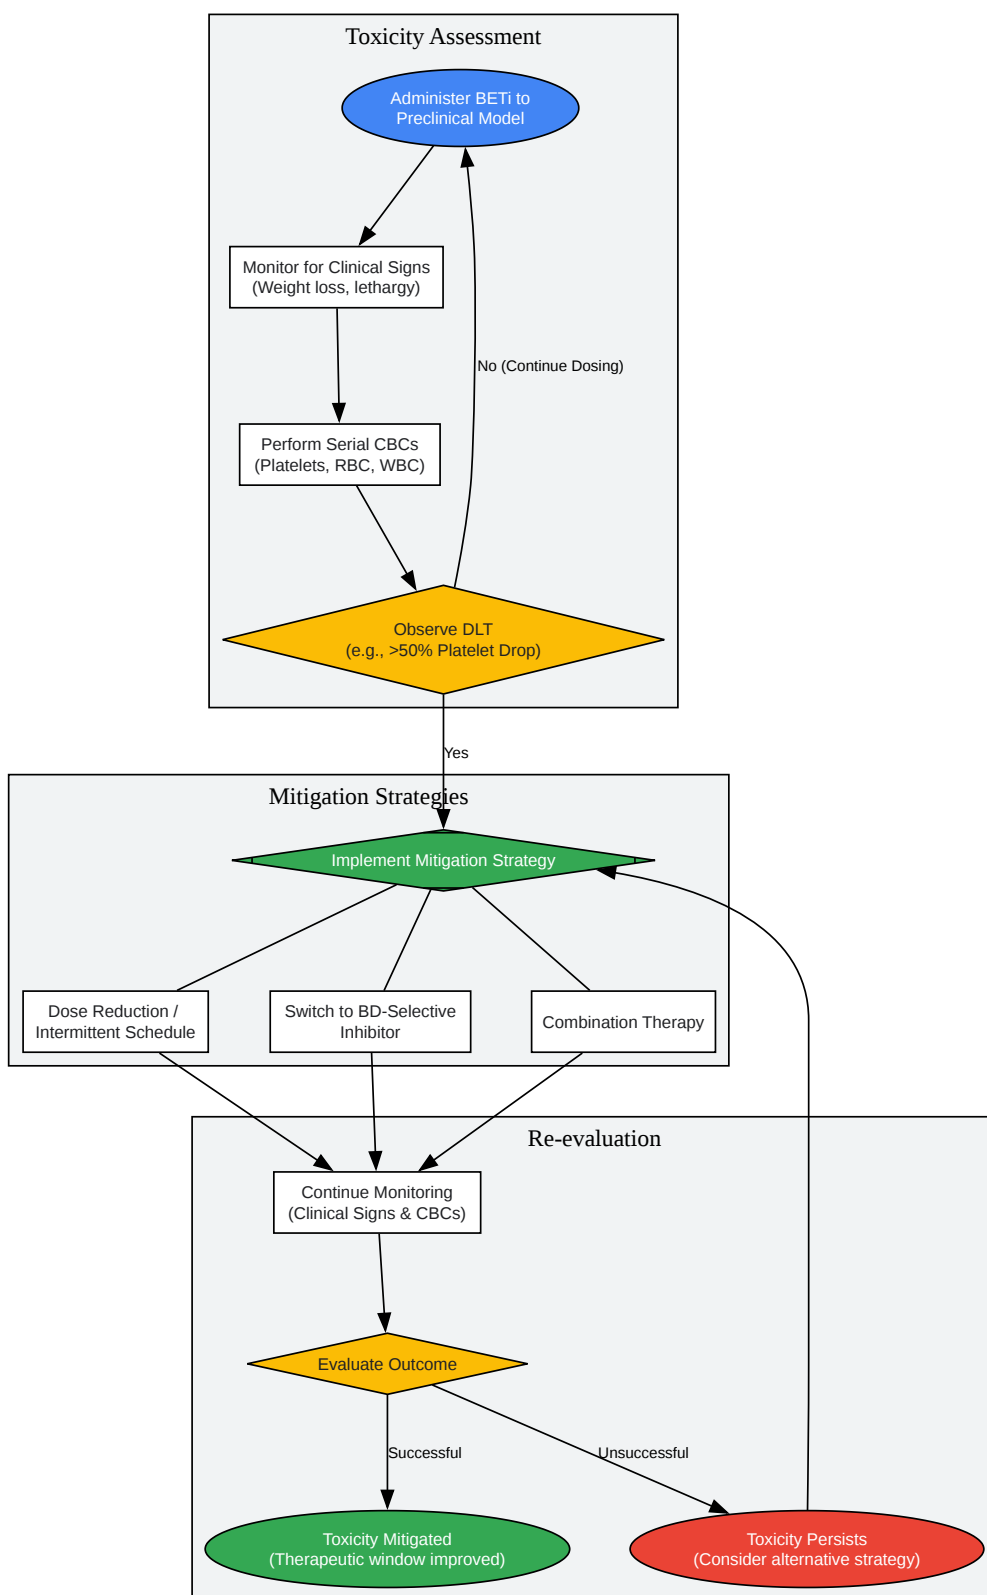 Toxicity Assessment
Administer BETi to
Preclinical Model
Monitor for Clinical Signs
(Weight loss, lethargy)
No (Continue Dosing)
Perform Serial CBCs
(Platelets, RBC, WBC)
Observe DLT
(e.g., >50% Platelet Drop)
Yes
Mitigation Strategies
Implement Mitigation Strategy
Dose Reduction /
Intermittent Schedule
Switch to BD-Selective
Inhibitor
Combination Therapy
Re-evaluation
Continue Monitoring
(Clinical Signs & CBCs)
Evaluate Outcome
Successful
Unsuccessful
Toxicity Mitigated
(Therapeutic window improved)
Toxicity Persists
(Consider alternative strategy)